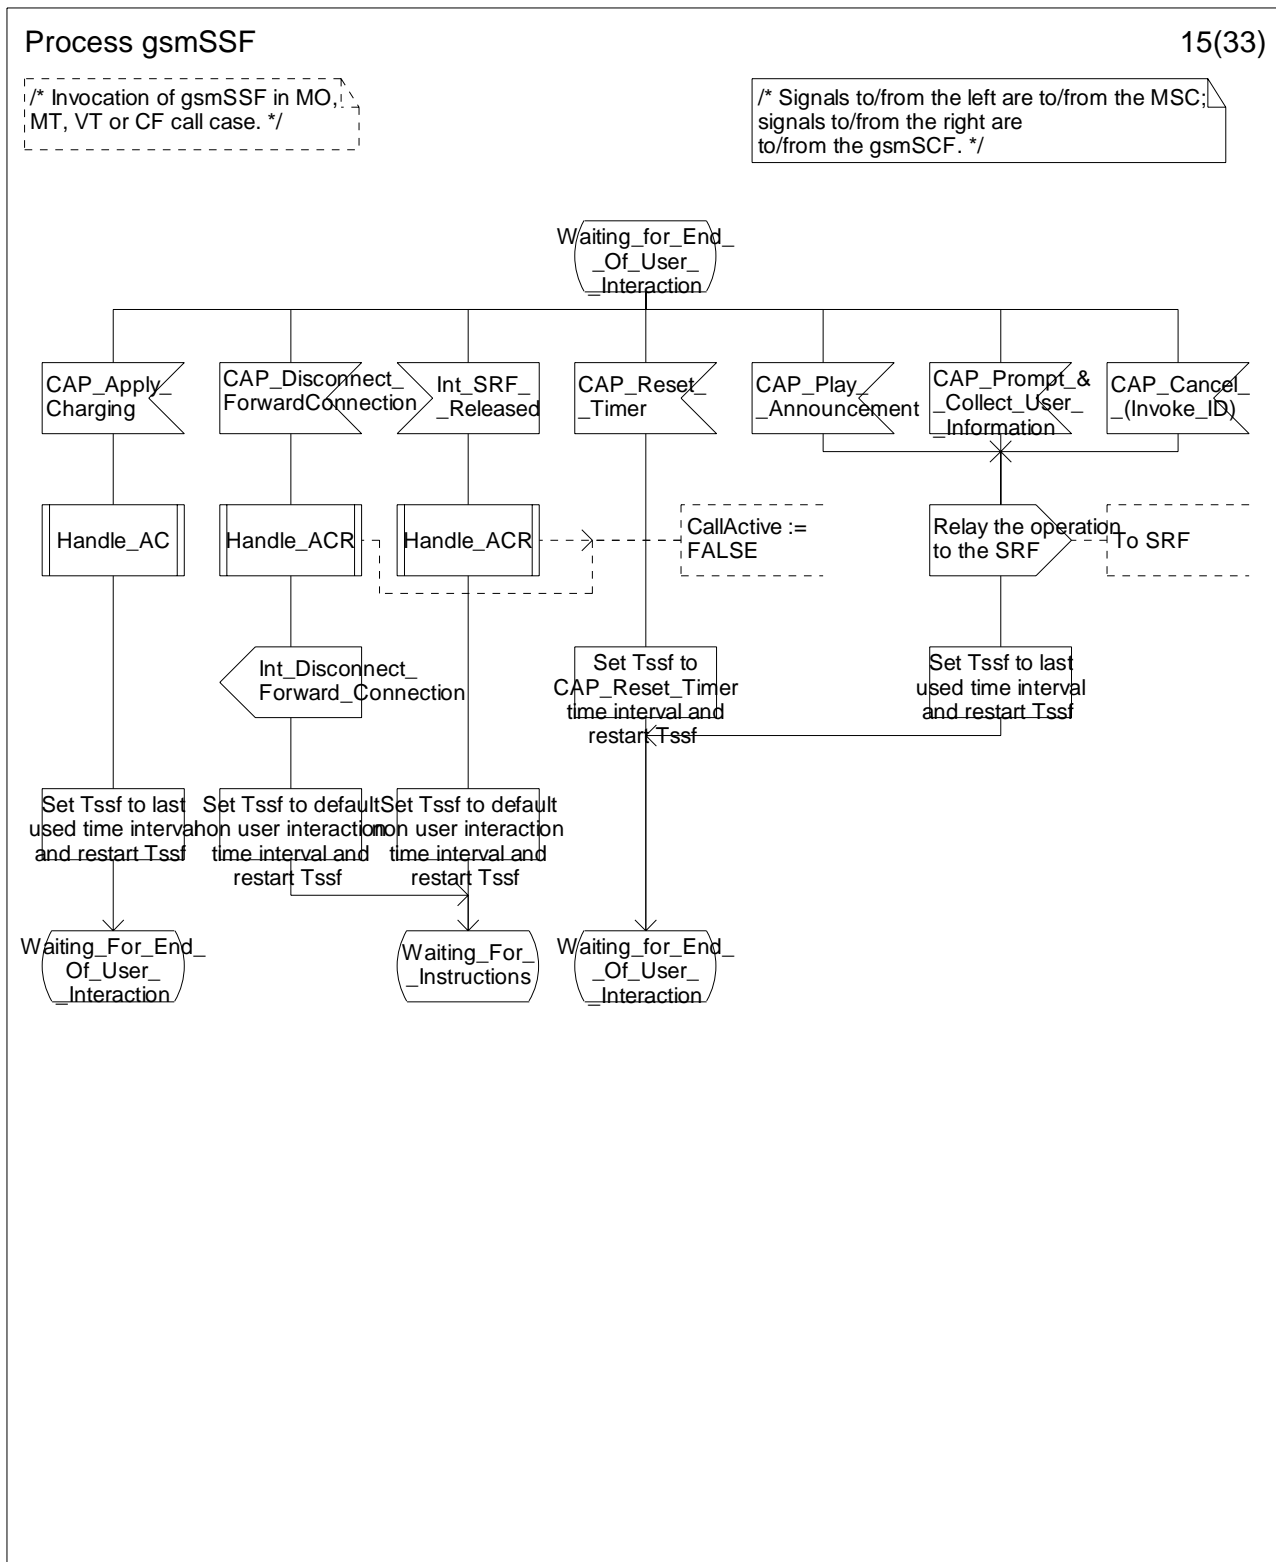 Process gsmSSF
15(33)
/* Invocation of gsmSSF in MO,
MT, VT or CF call case. */
/* Signals to/from the left are to/from the MSC;
signals to/from the right are
to/from the gsmSCF. */
Waiting_for_End_
_Of_User_
_Interaction
CAP_Apply_
Charging
CAP_Disconnect_
ForwardConnection
Int_SRF_
_Released
CAP_Reset_
_Timer
CAP_Play_
_Announcement
CAP_Prompt_&
_Collect_User_
_Information
CAP_Cancel_
_(Invoke_ID)
Handle_AC
Handle_ACR
Handle_ACR
CallActive :=
FALSE
Relay the operation
to the SRF
To SRF
Int_Disconnect_
Forward_Connection
Set Tssf to
CAP_Reset_Timer
time interval and
restart Tssf
Set Tssf to last
used time interval
and restart Tssf
Set Tssf to last
used time interval
and restart Tssf
Set Tssf to default
non user interaction
time interval and
restart Tssf
Set Tssf to default
non user interaction
time interval and
restart Tssf
Waiting_For_End_
Of_User_
_Interaction
Waiting_For_
_Instructions
Waiting_for_End_
_Of_User_
_Interaction